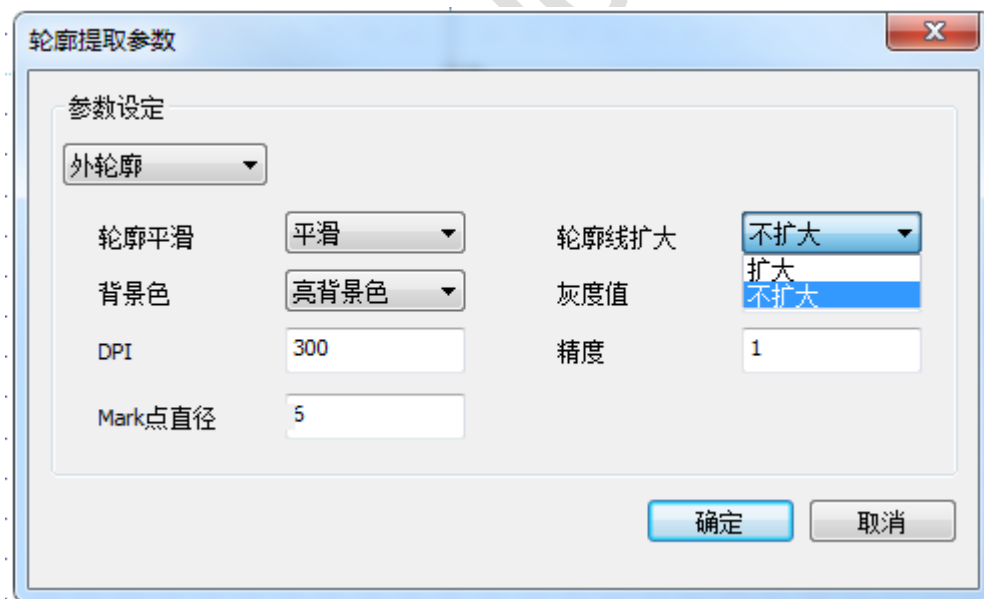 轮廓提取参数
参数设定
外轮廓
轮廓平滑 平滑 轮廓线扩大 不扩大
扩大
背景色 亮背景色 灰度值 不扩大
DPI 300 精度 1
Mark点直径 5
确定 取消